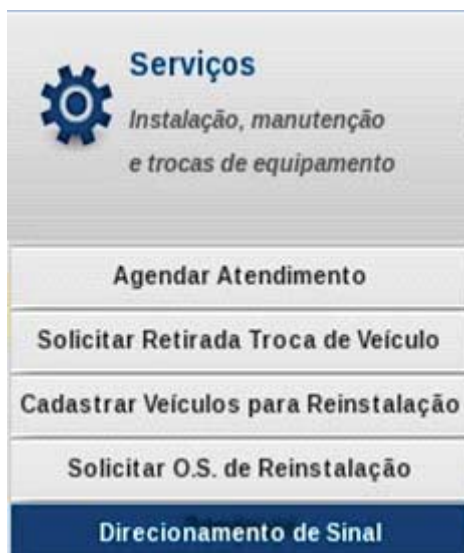 Serviços
Instalação, manutenção
e trocas de equipamento
Agendar Atendimento
Solicitar Retirada Troca de Veículo
Cadastrar Veículos para Reinstalação
Solicitar O.S. de Reinstalação
Direcionamento de Sinal